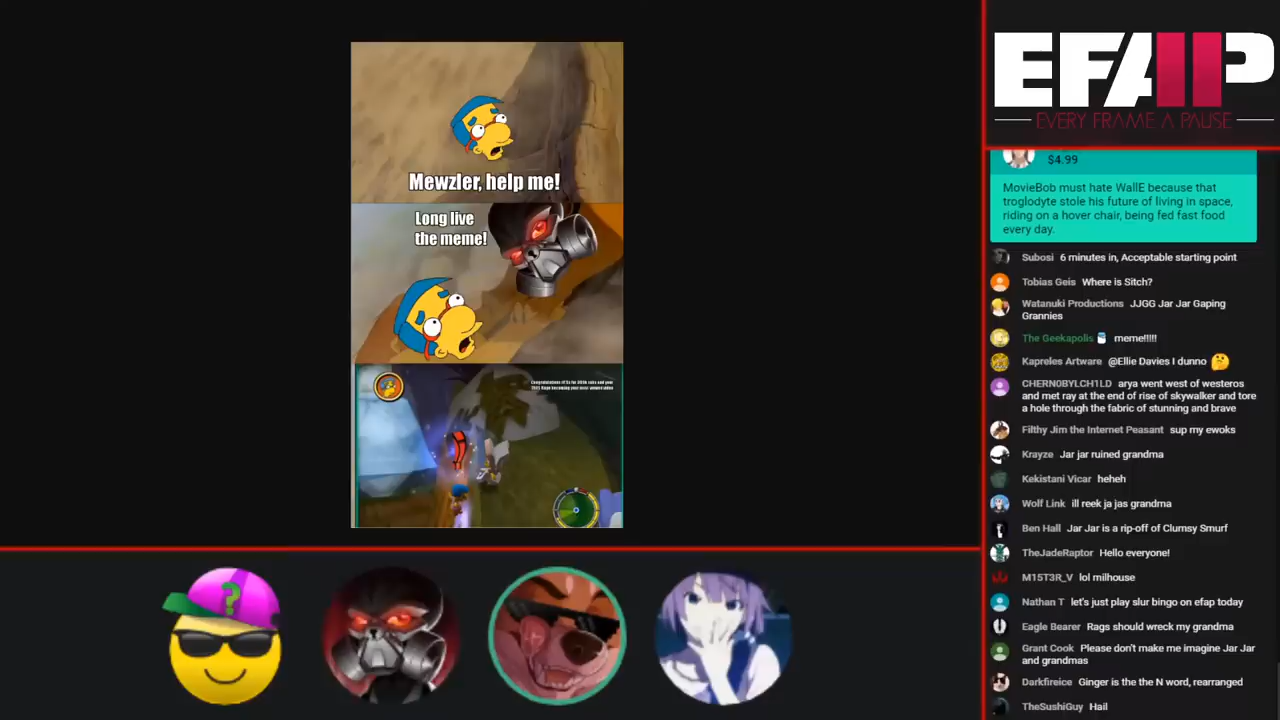 Mewzler, help me!
Long live
the meme!
EFAP
EVERY FRAME A PAUSE
$4.99
MovieBob must hate WallE because that
troglodyte stole his future of living in space,
riding on a hover chair, being fed fast food
every day.
Subosi 6 minutes in, Acceptable starting point
Tobias Geis Where is Sitch?
Watanuki Productions JJGG Jar Jar Gaping
Grannies
The Geekapolis meme!!!!!
Kapreles Artware @Ellie Davies I dunno
CHERN0BYLCH1LD arya went west of westeros
and met ray at the end of rise of skywalker and tore
a hole through the fabric of stunning and brave
Filthy Jim the Internet Peasant sup my ewoks
Krayze Jar jar ruined grandma
Kekistani Vicar heheh
Wolf Link ill reek ja jas grandma
Ben Hall Jar Jar is a rip-off of Clumsy Smurf
TheJadeRaptor Hello everyone!
M15T3R_V lol milhouse
Nathan T let's just play slur bingo on efap today
Eagle Bearer Rags should wreck my grandma
Grant Cook Please don't make me imagine Jar Jar
and grandmas
Darkfireice Ginger is the the N word, rearranged
TheSushiGuy Hail
?